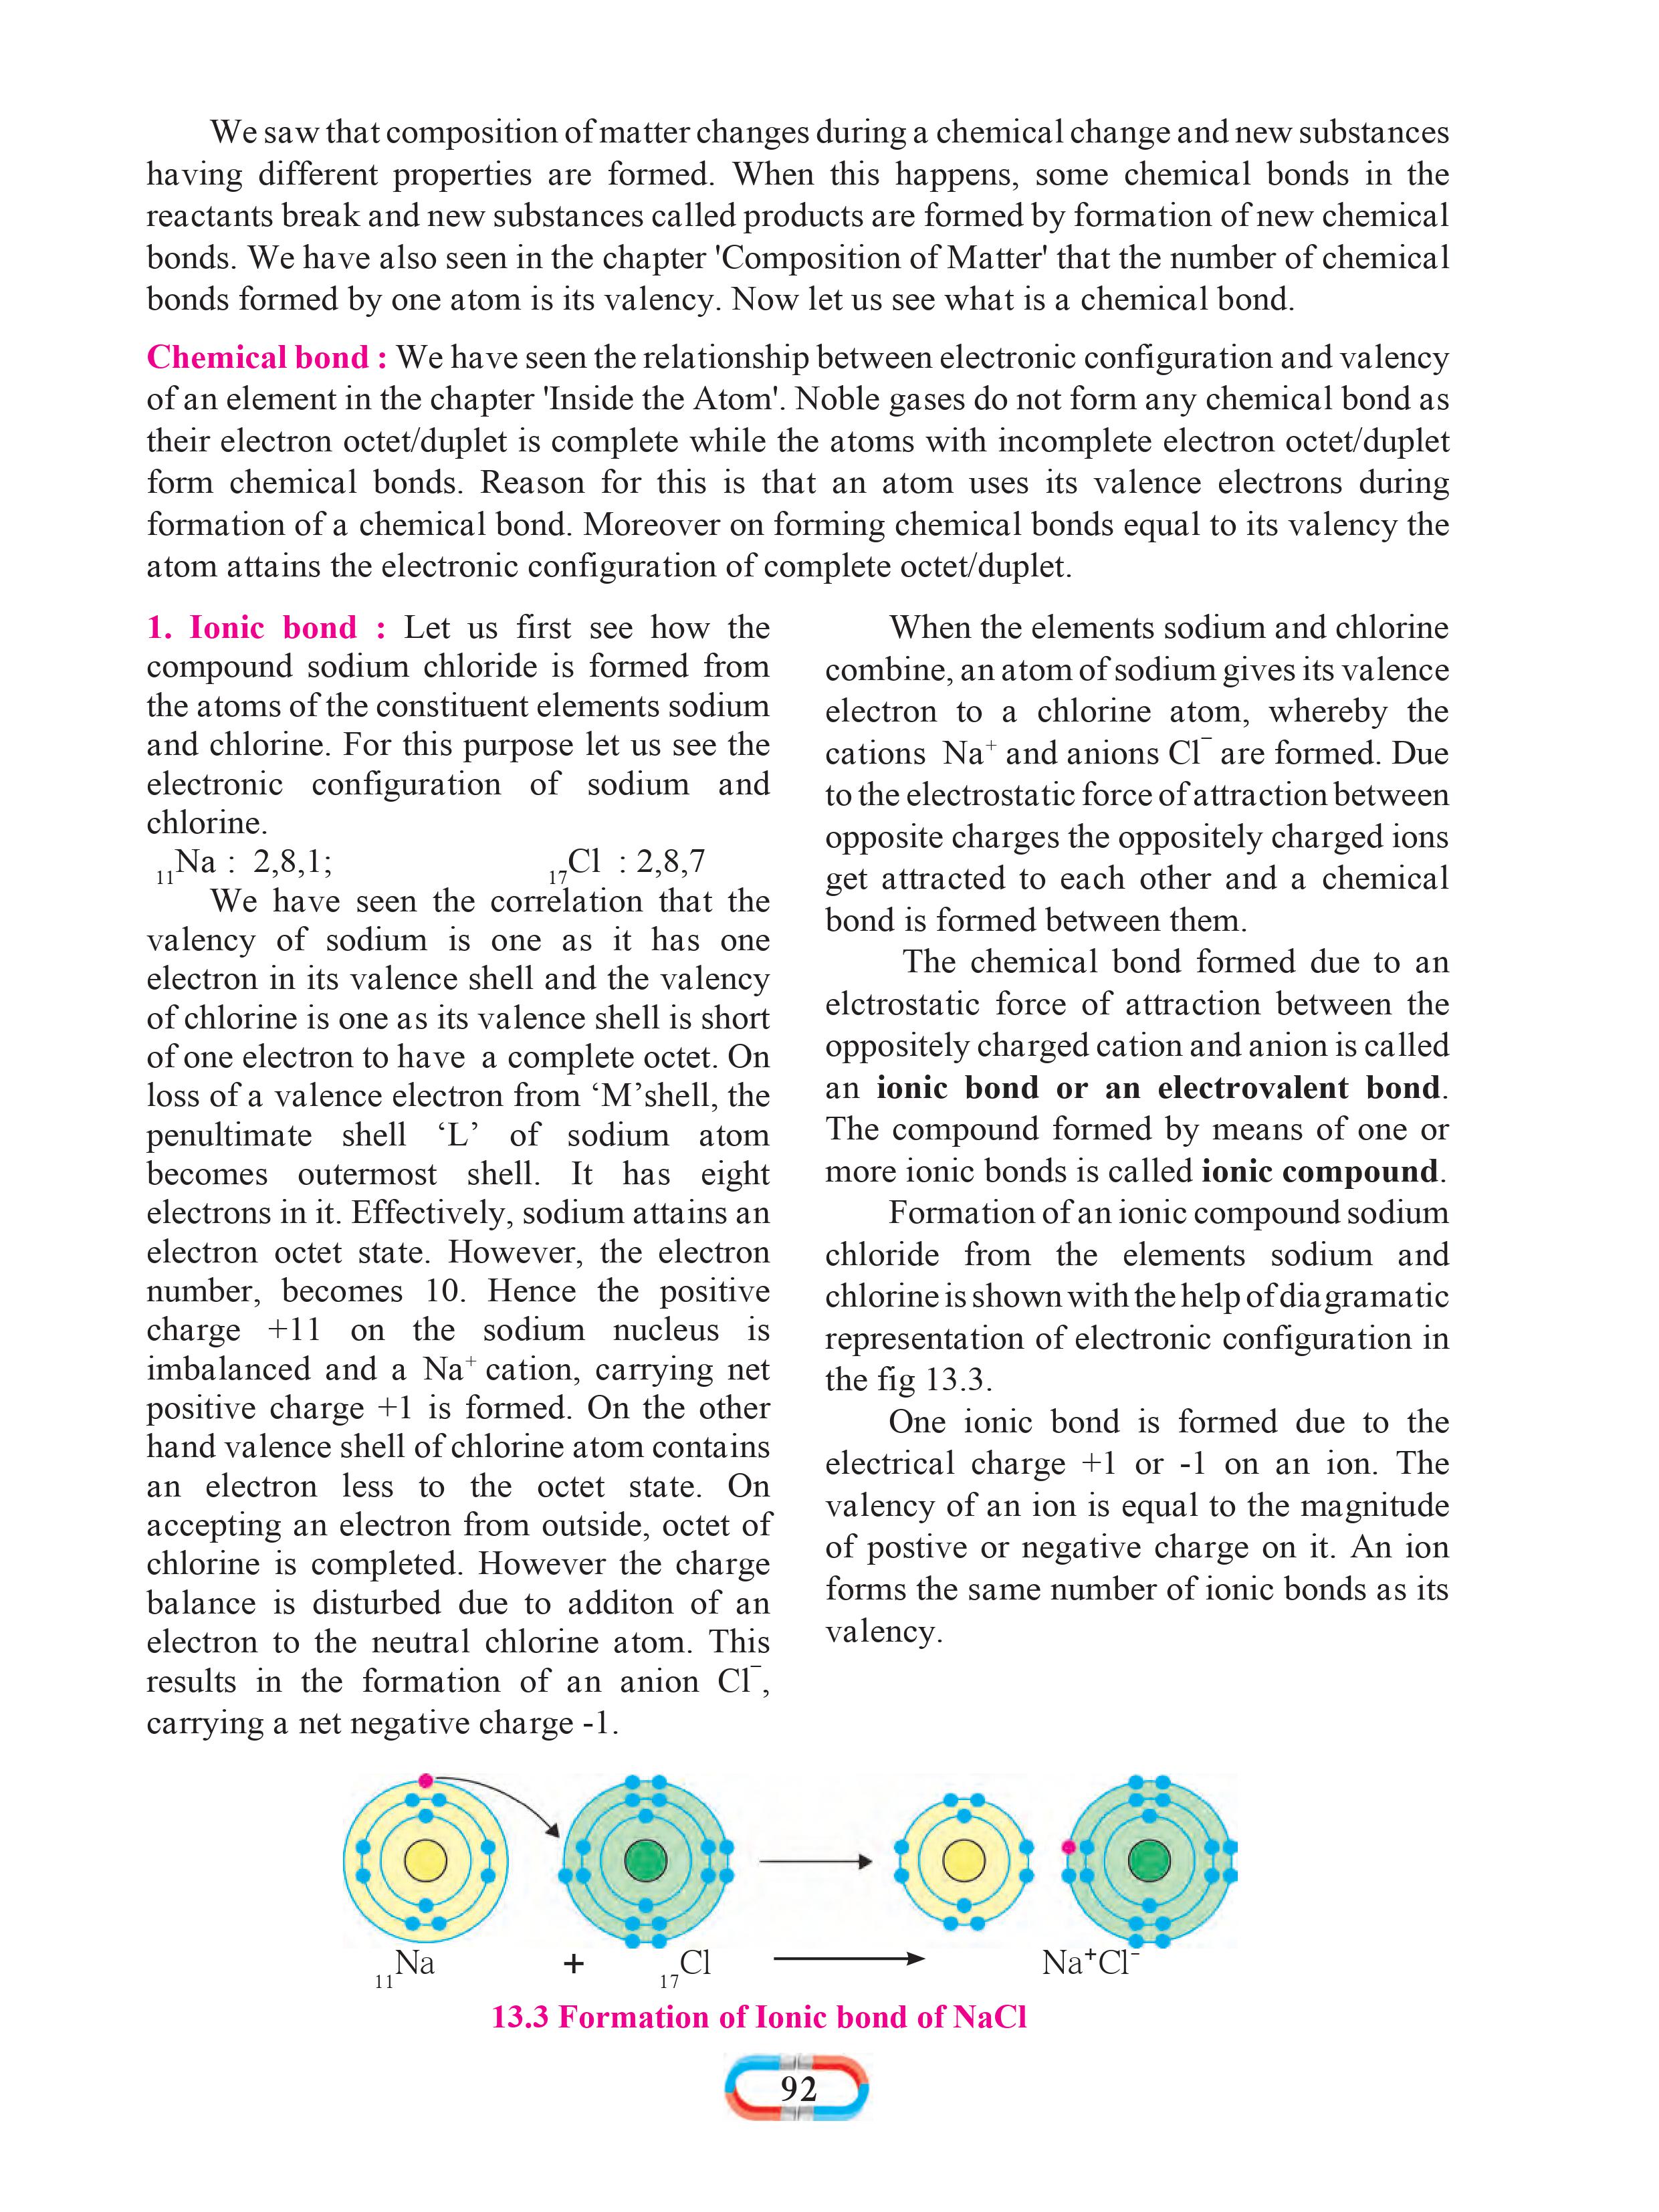 We saw that composition of matter changes during a chemical change and new substances
having different properties are formed. When this happens, some chemical bonds in the
reactants break and new substances called products are formed by formation of new chemical
bonds. We have also seen in the chapter 'Composition of Matter' that the number of chemical
bonds formed by one atom is its valency. Now let us see what is a chemical bond.
Chemical bond : We have seen the relationship between electronic configuration and valency
of an element in the chapter 'Inside the Atom'. Noble gases do not form any chemical bond as
their electron octet/duplet is complete while the atoms with incomplete electron octet/duplet
form chemical bonds. Reason for this is that an atom uses its valence electrons during
formation of a chemical bond. Moreover on forming chemical bonds equal to its valency the
atom attains the electronic configuration of complete octet/duplet.
1. Ionic bond : Let us first see how the
compound sodium chloride is formed from
the atoms of the constituent elements sodium
and chlorine. For this purpose let us see the
electronic configuration of sodium and
chlorine.
₁₁Na : 2,8,1; ₁₇Cl : 2,8,7
We have seen the correlation that the
valency of sodium is one as it has one
electron in its valence shell and the valency
of chlorine is one as its valence shell is short
of one electron to have a complete octet. On
loss of a valence electron from ‘M’shell, the
penultimate shell ‘L’ of sodium atom
becomes outermost shell. It has eight
electrons in it. Effectively, sodium attains an
electron octet state. However, the electron
number, becomes 10. Hence the positive
charge +11 on the sodium nucleus is
imbalanced and a Na⁺ cation, carrying net
positive charge +1 is formed. On the other
hand valence shell of chlorine atom contains
an electron less to the octet state. On
accepting an electron from outside, octet of
chlorine is completed. However the charge
balance is disturbed due to additon of an
electron to the neutral chlorine atom. This
results in the formation of an anion Cl⁻,
carrying a net negative charge -1.
When the elements sodium and chlorine
combine, an atom of sodium gives its valence
electron to a chlorine atom, whereby the
cations Na⁺ and anions Cl⁻ are formed. Due
to the electrostatic force of attraction between
opposite charges the oppositely charged ions
get attracted to each other and a chemical
bond is formed between them.
The chemical bond formed due to an
elctrostatic force of attraction between the
oppositely charged cation and anion is called
an ionic bond or an electrovalent bond.
The compound formed by means of one or
more ionic bonds is called ionic compound.
Formation of an ionic compound sodium
chloride from the elements sodium and
chlorine is shown with the help of diagramatic
representation of electronic configuration in
the fig 13.3.
One ionic bond is formed due to the
electrical charge +1 or -1 on an ion. The
valency of an ion is equal to the magnitude
of postive or negative charge on it. An ion
forms the same number of ionic bonds as its
valency.
₁₁Na + ₁₇Cl Na⁺Cl⁻
13.3 Formation of Ionic bond of NaCl
92